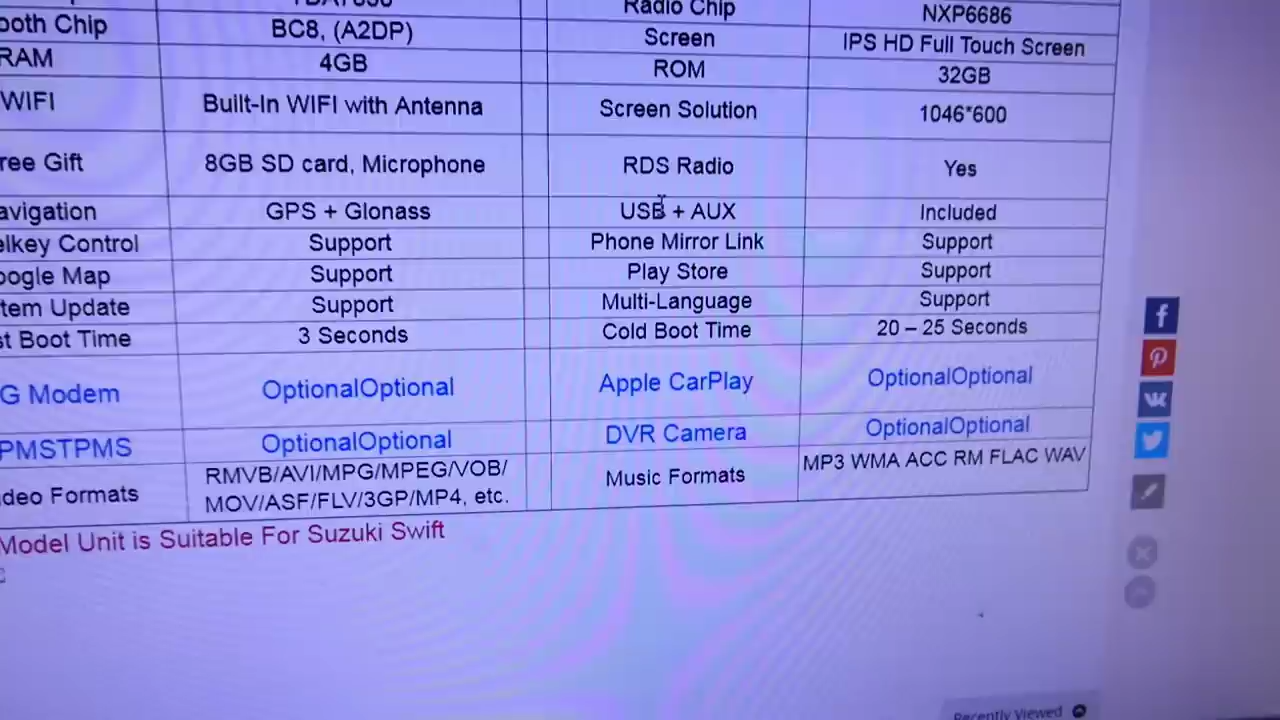 Radio Chip NXP6686
ooth Chip BC8, (A2DP) Screen IPS HD Full Touch Screen
RAM 4GB ROM 32GB
WIFI Built-In WIFI with Antenna Screen Solution 1046*600
ree Gift 8GB SD card, Microphone RDS Radio Yes
avigation GPS + Glonass USB + AUX Included
elkey Control Support Phone Mirror Link Support
oogle Map Support Play Store Support
tem Update Support Multi-Language Support
st Boot Time 3 Seconds Cold Boot Time 20 – 25 Seconds
G Modem OptionalOptional Apple CarPlay OptionalOptional
PMSTPMS OptionalOptional DVR Camera OptionalOptional
ideo Formats RMVB/AVI/MPG/MPEG/VOB/ Music Formats MP3 WMA ACC RM FLAC WAV
MOV/ASF/FLV/3GP/MP4, etc.
Model Unit is Suitable For Suzuki Swift
Recently Viewed